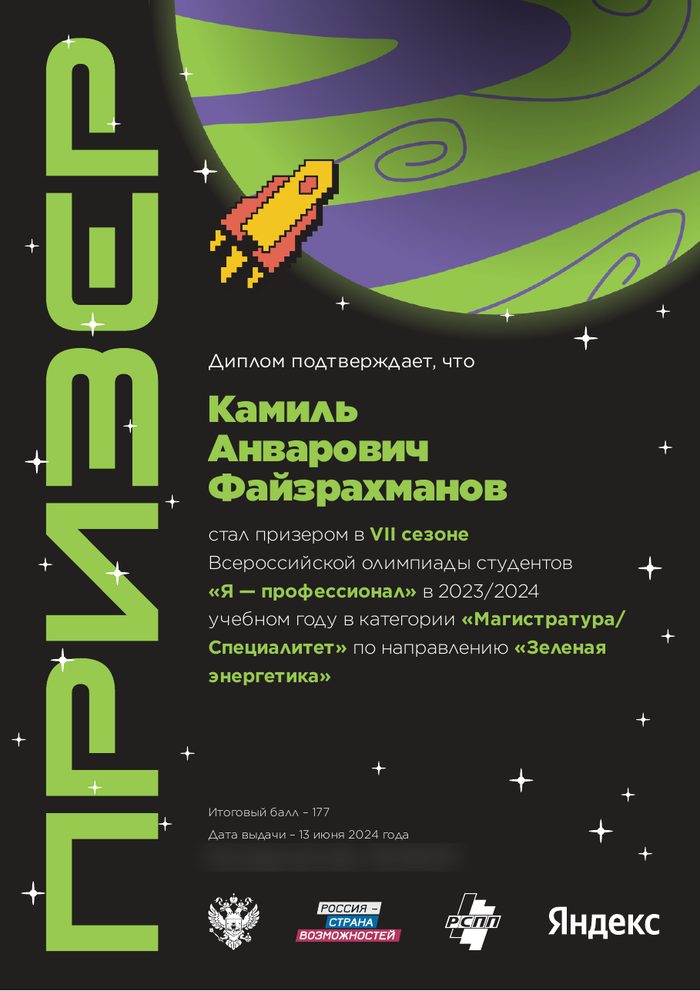 ПРИЗЕР
Диплом подтверждает, что
Камиль
Анварович
Файзрахманов
стал призером в VII сезоне
Всероссийской олимпиады студентов
«Я — профессионал» в 2023/2024
учебном году в категории «Магистратура/
Специалитет» по направлению «Зеленая
энергетика»
Итоговый балл – 177
Дата выдачи – 13 июня 2024 года
РОССИЯ –
СТРАНА
ВОЗМОЖНОСТЕЙ
РСПП
Яндекс